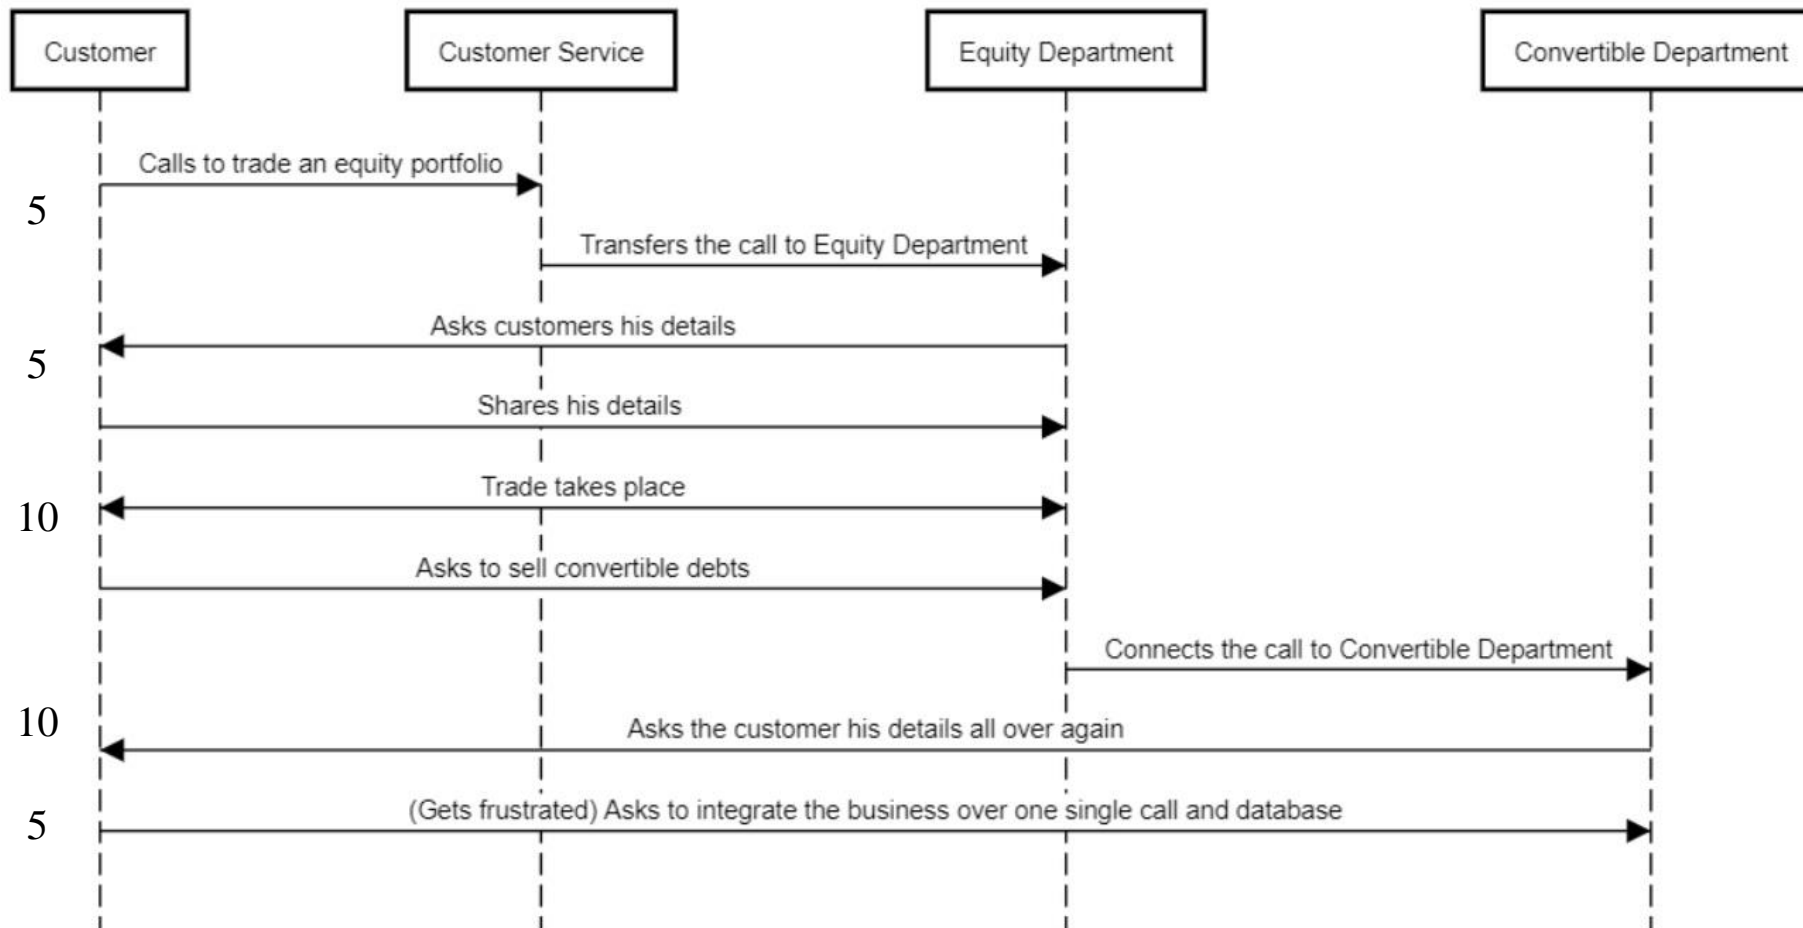 Customer
Customer Service
Equity Department
Convertible Department
Calls to trade an equity portfolio
5
Transfers the call to Equity Department
Asks customers his details
5
Shares his details
Trade takes place
10
Asks to sell convertible debts
Connects the call to Convertible Department
10
Asks the customer his details all over again
(Gets frustrated) Asks to integrate the business over one single call and database
5